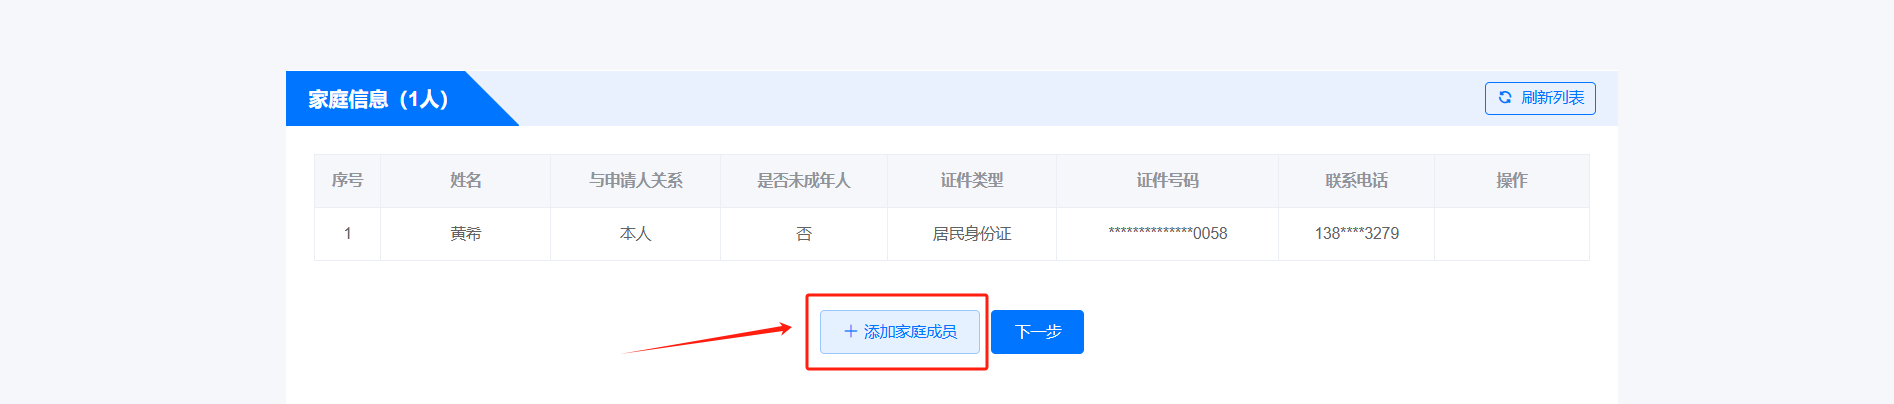 家庭信息（1人）
刷新列表
序号 姓名 与申请人关系 是否未成年人 证件类型 证件号码 联系电话 操作
1 黄希 本人 否 居民身份证 **************0058 138****3279
+ 添加家庭成员 下一步